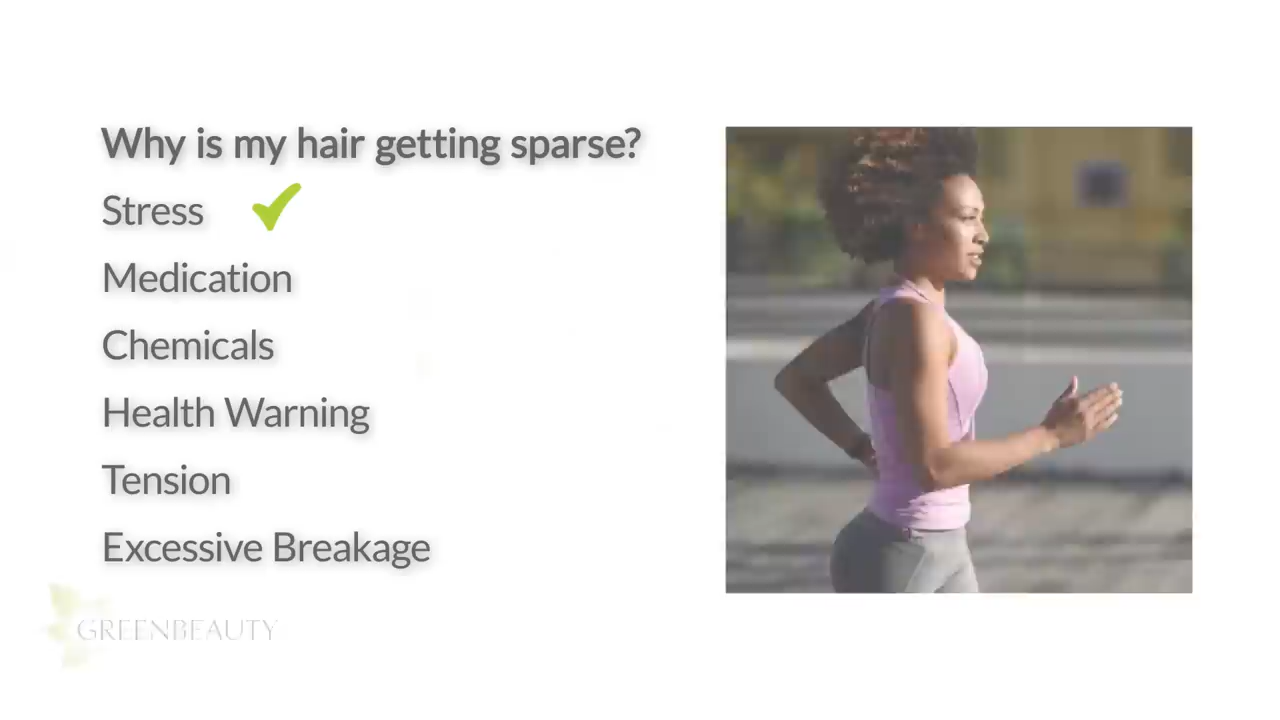 Why is my hair getting sparse?
Stress
Medication
Chemicals
Health Warning
Tension
Excessive Breakage
GREENBEAUTY